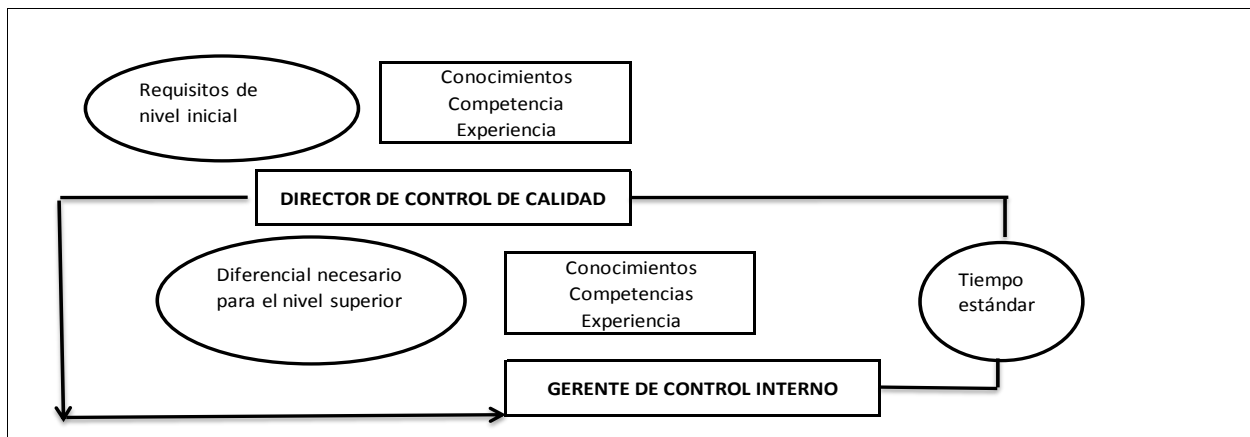 Requisitos de
nivel inicial
Conocimientos
Competencia
Experiencia
DIRECTOR DE CONTROL DE CALIDAD
Diferencial necesario
para el nivel superior
Conocimientos
Competencias
Experiencia
Tiempo
estándar
GERENTE DE CONTROL INTERNO